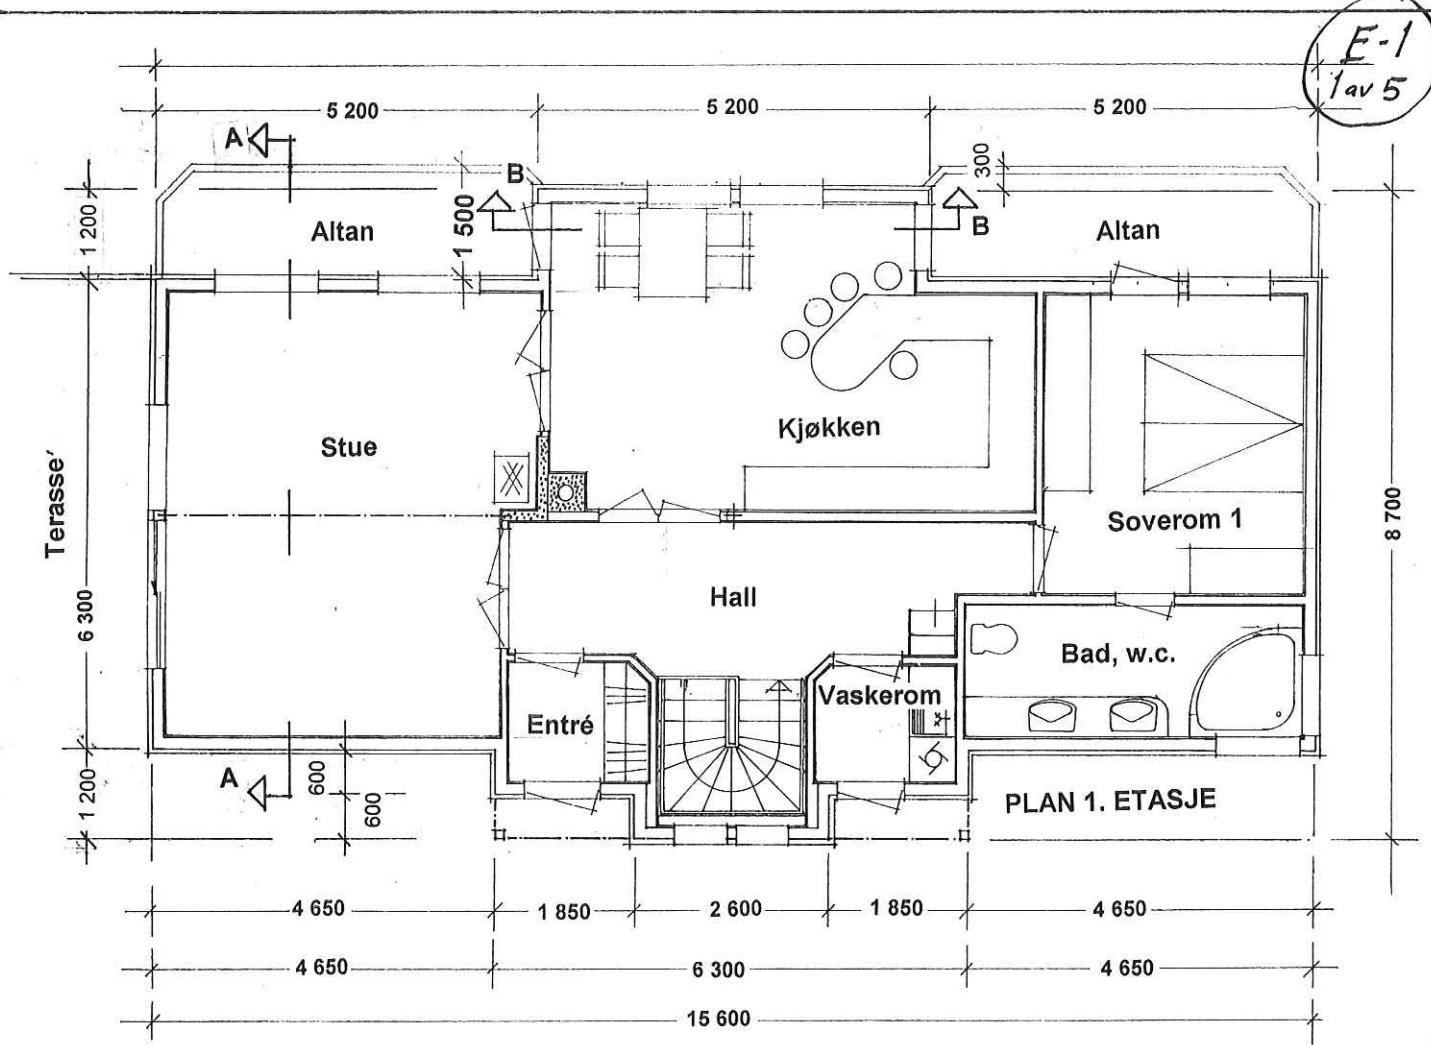 E-1
1 av 5
5 200
5 200
5 200
A
B
300
1 200
Altan
1 500
B
Altan
Stue
Kjøkken
Terasse'
Soverom 1
8 700
6 300
Hall
Bad, w.c.
Vaskerom
Entré
A
600
600
1 200
PLAN 1. ETASJE
4 650
1 850
2 600
1 850
4 650
4 650
6 300
4 650
15 600